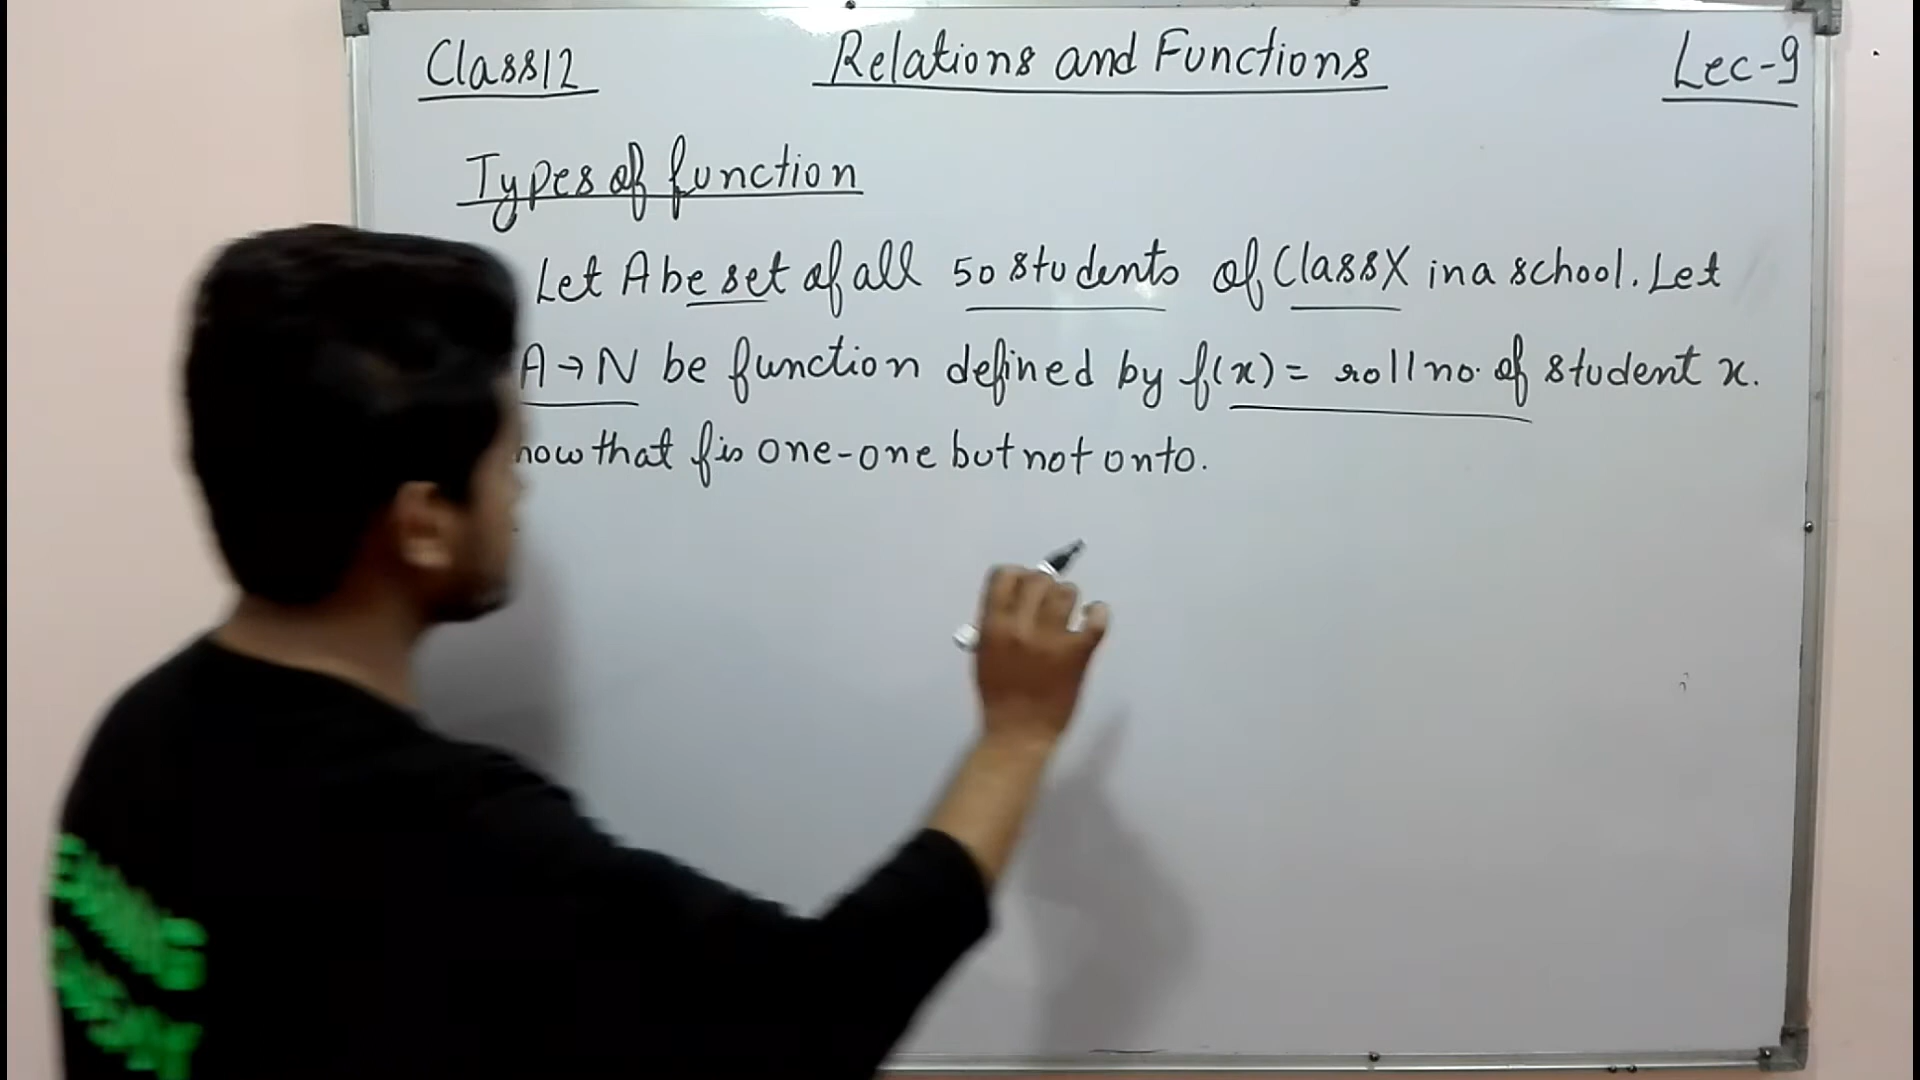 Class12 Relations and Functions Lec-9
Types of function
Let A be set of all 50 students of Class X in a school. Let
A→N be function defined by f(x) = roll no. of student x.
how that f is one-one but not onto.